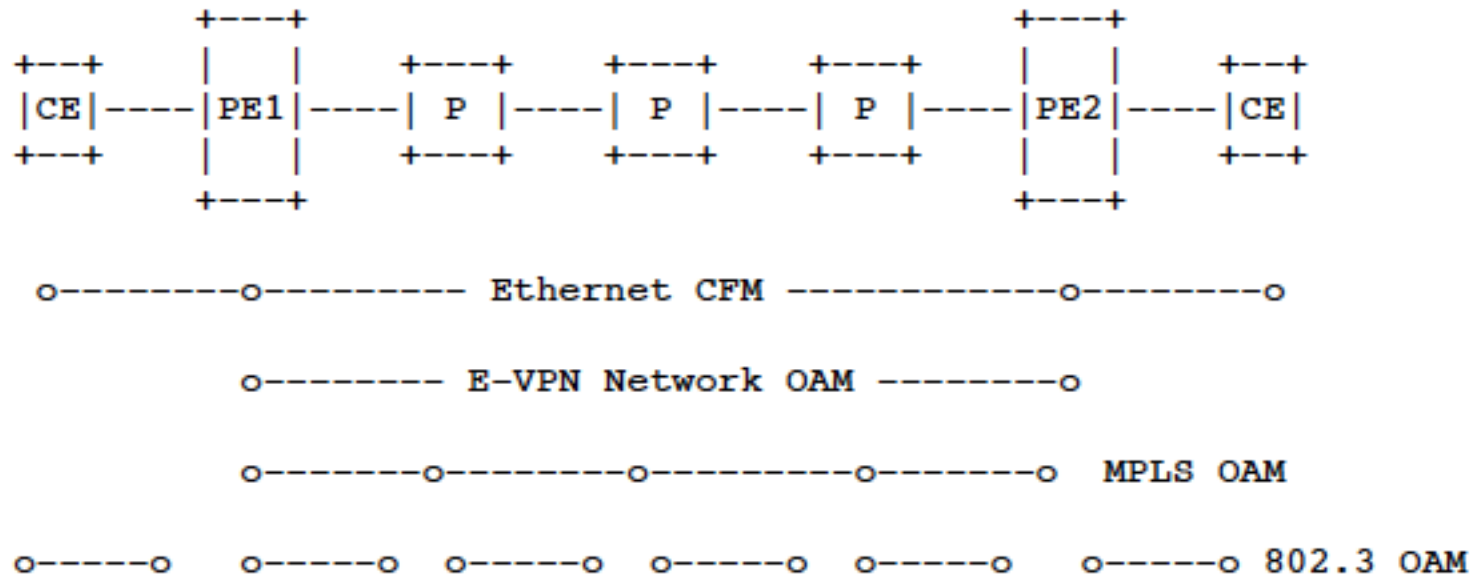 +---+                               +---+
+--+     |   |     +---+   +---+   +---+     |   |     +--+
|CE|----|PE1|----| P |----| P |----| P |----|PE2|----|CE|
+--+     |   |     +---+   +---+   +---+     |   |     +--+
         +---+                               +---+
o--------o--------- Ethernet CFM ------------o--------o
o-------- E-VPN Network OAM --------o
o-------o--------o---------o-------o MPLS OAM
o-----o o-----o o-----o o-----o o-----o o-----o 802.3 OAM